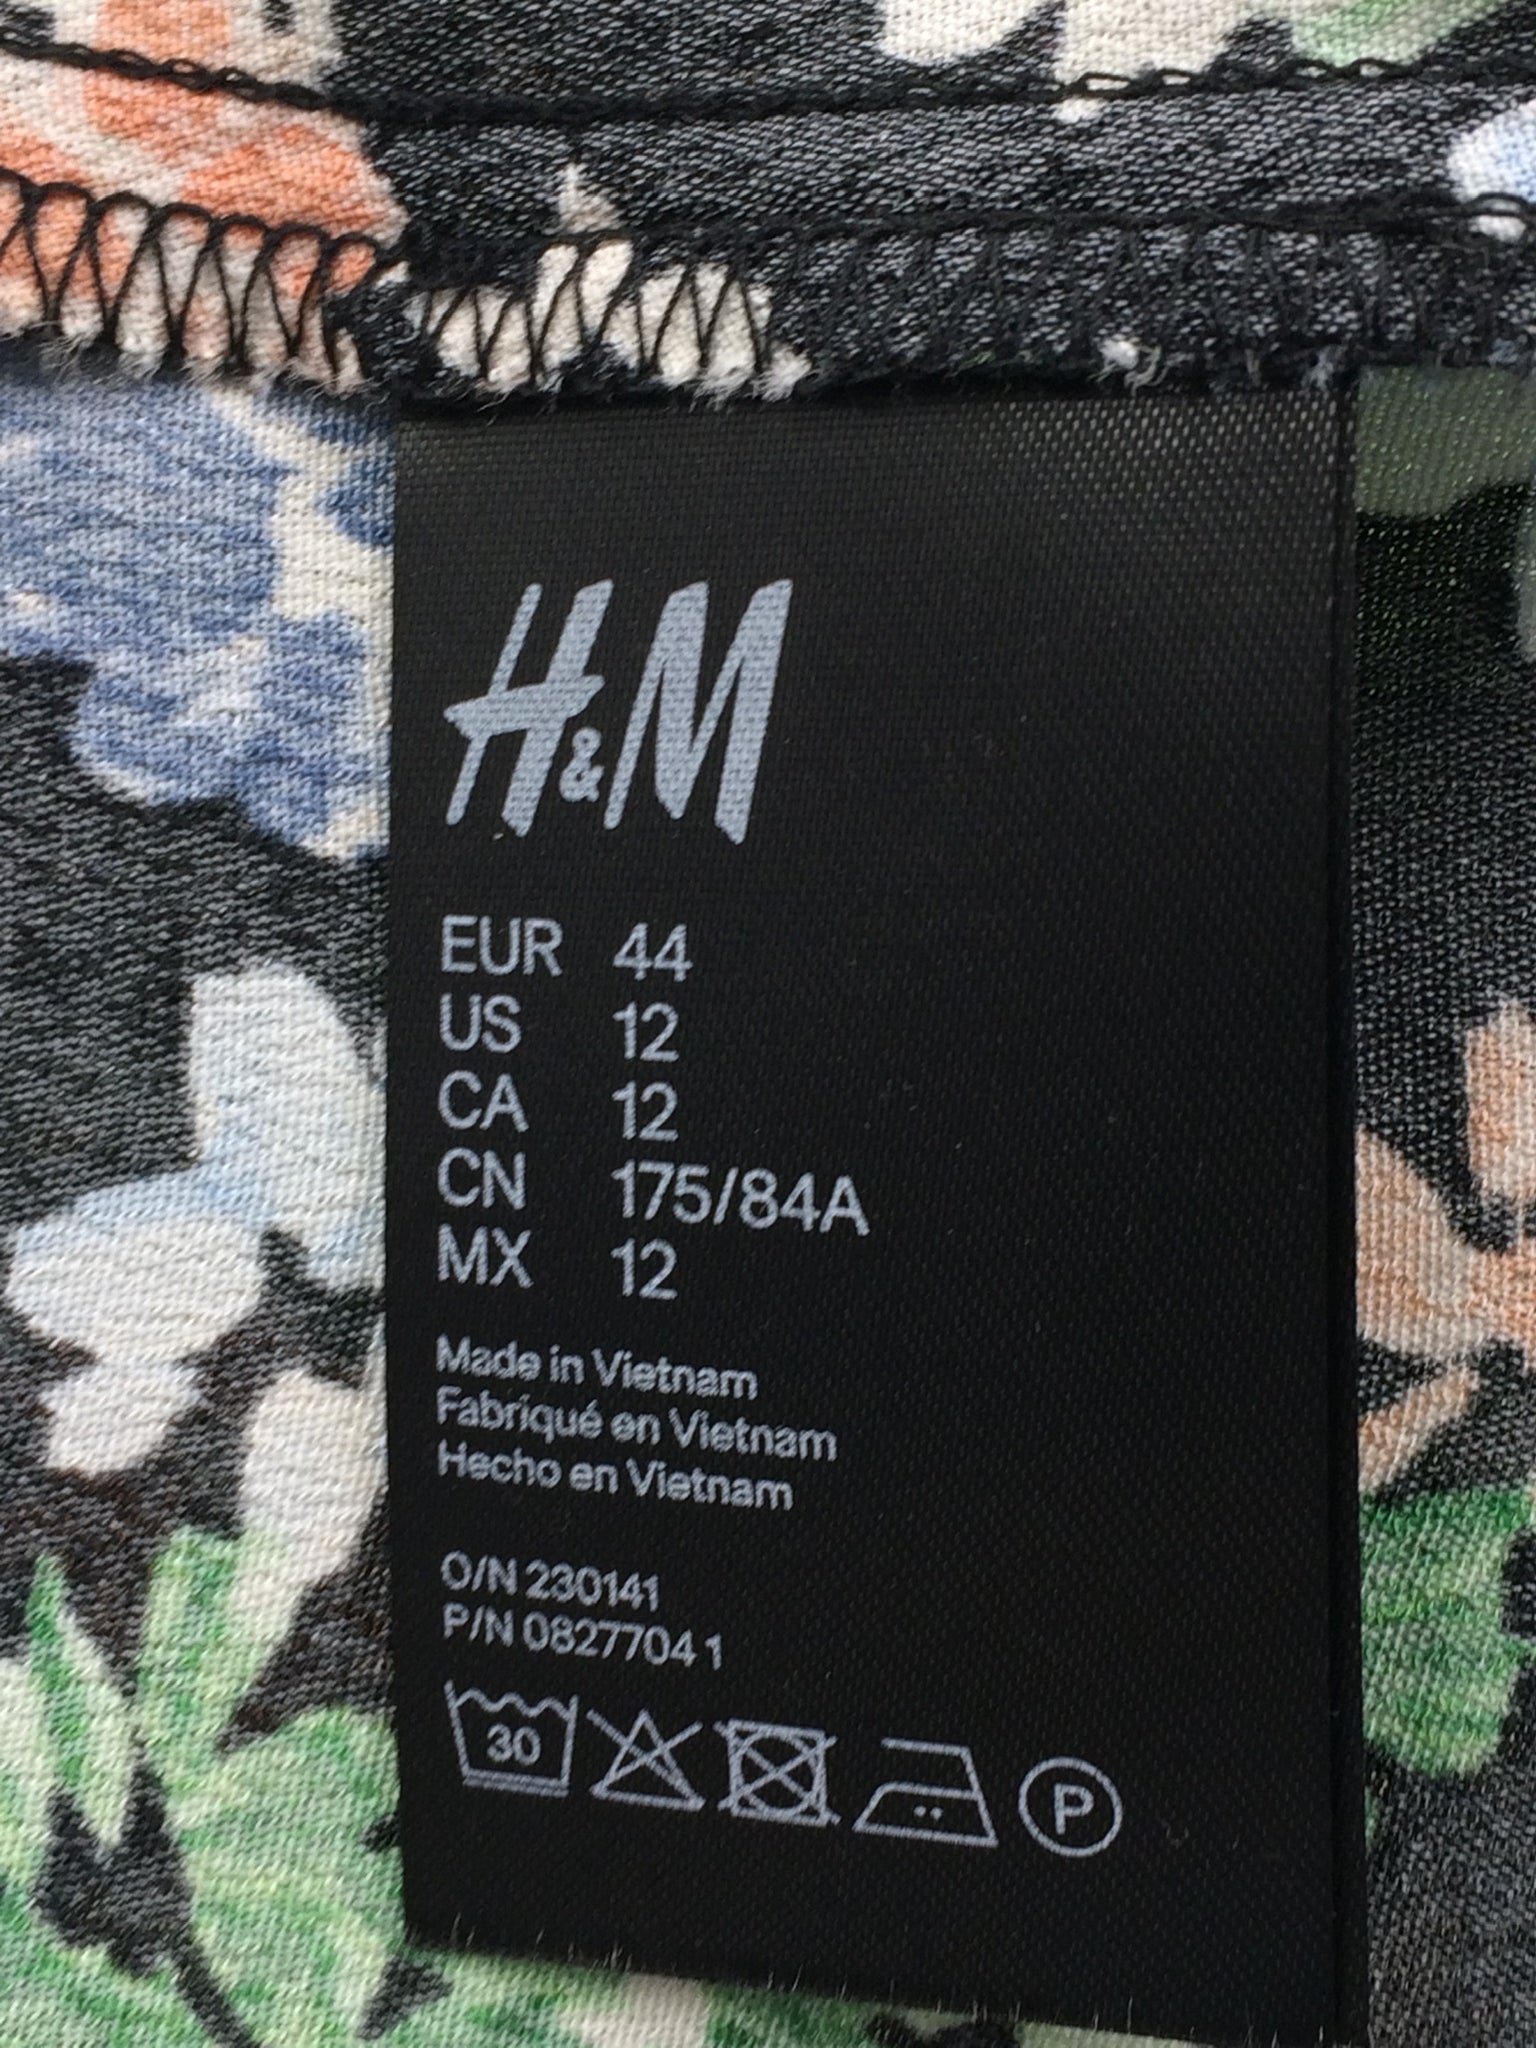 H&M
EUR 44
US 12
CA 12
CN 175/84A
MX 12
Made in Vietnam
Fabriqué en Vietnam
Hecho en Vietnam
O/N 230141
P/N 0827704 1
30
P